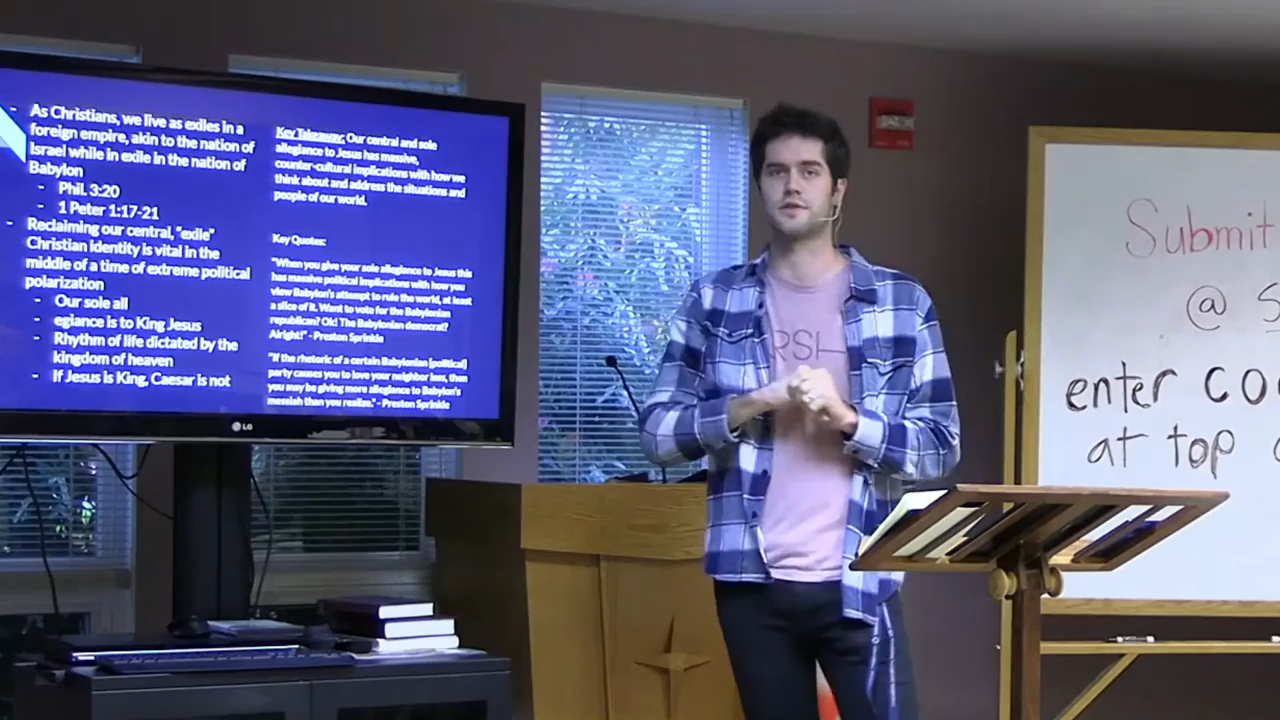 - As Christians, we live as exiles in a
foreign empire, akin to the nation of
Israel while in exile in the nation of
Babylon
- Phil. 3:20
- 1 Peter 1:17-21
- Reclaiming our central, "exile"
Christian identity is vital in the
middle of a time of extreme political
polarization
- Our sole all
- egiance is to King Jesus
- Rhythm of life dictated by the
kingdom of heaven
- If Jesus is King, Caesar is not
Key Takeaway: Our central and sole
allegiance to Jesus has massive,
counter-cultural implications with how we
think about and address the situations and
people of our world.
Key Quotes:
"When you give your sole allegiance to Jesus this
has massive political implications with how you
view Babylon's attempt to rule the world, at least
a slice of it. Want to vote for the Babylonian
republican? Ok! The Babylonian democrat?
Alright!" - Preston Sprinkle
"If the rhetoric of a certain Babylonian [political]
party causes you to love your neighbor less, then
you may be giving more allegiance to Babylon's
messiah than you realize." - Preston Sprinkle
LG
RSH
Submit
@ S
enter co
at top